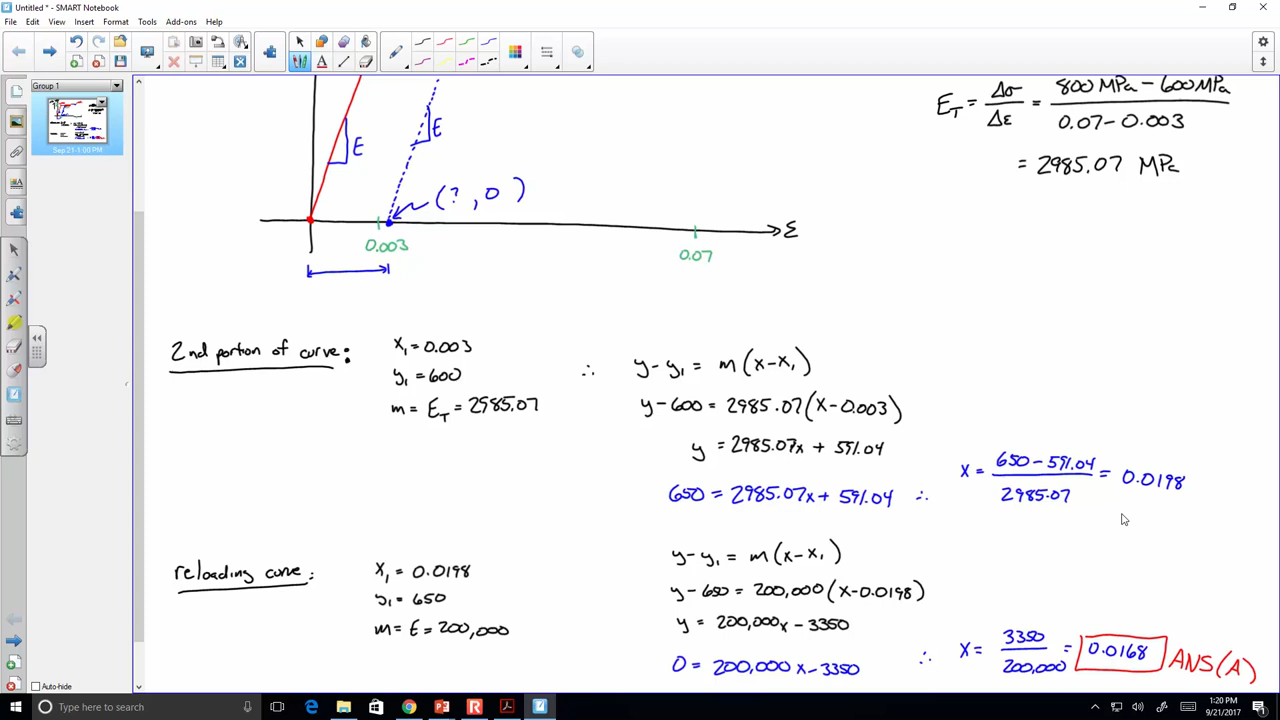 Untitled * - SMART Notebook
File Edit View Insert Format Tools Add-ons Help
Group 1
Sep 21-1:00 PM
E_T = Δσ/Δε = (800 MPa - 600 MPa)/(0.07 - 0.003)
= 2985.07 MPa
E
E
(?, 0)
ε
0.003
0.07
2nd portion of curve:
x₁ = 0.003
y₁ = 600
m = E_T = 2985.07
∴ y - y₁ = m(x - x₁)
y - 600 = 2985.07(x - 0.003)
y = 2985.07x + 591.04
650 = 2985.07x + 591.04 ∴ x = (650 - 591.04)/2985.07 = 0.0198
reloading curve:
x₁ = 0.0198
y₁ = 650
m = E = 200,000
y - y₁ = m(x - x₁)
y - 650 = 200,000(x - 0.0198)
y = 200,000x - 3350
0 = 200,000x - 3350 ∴ x = 3350/200,000 = 0.0168 ANS(A)
Auto-hide
Type here to search
1:20 PM
9/21/2017